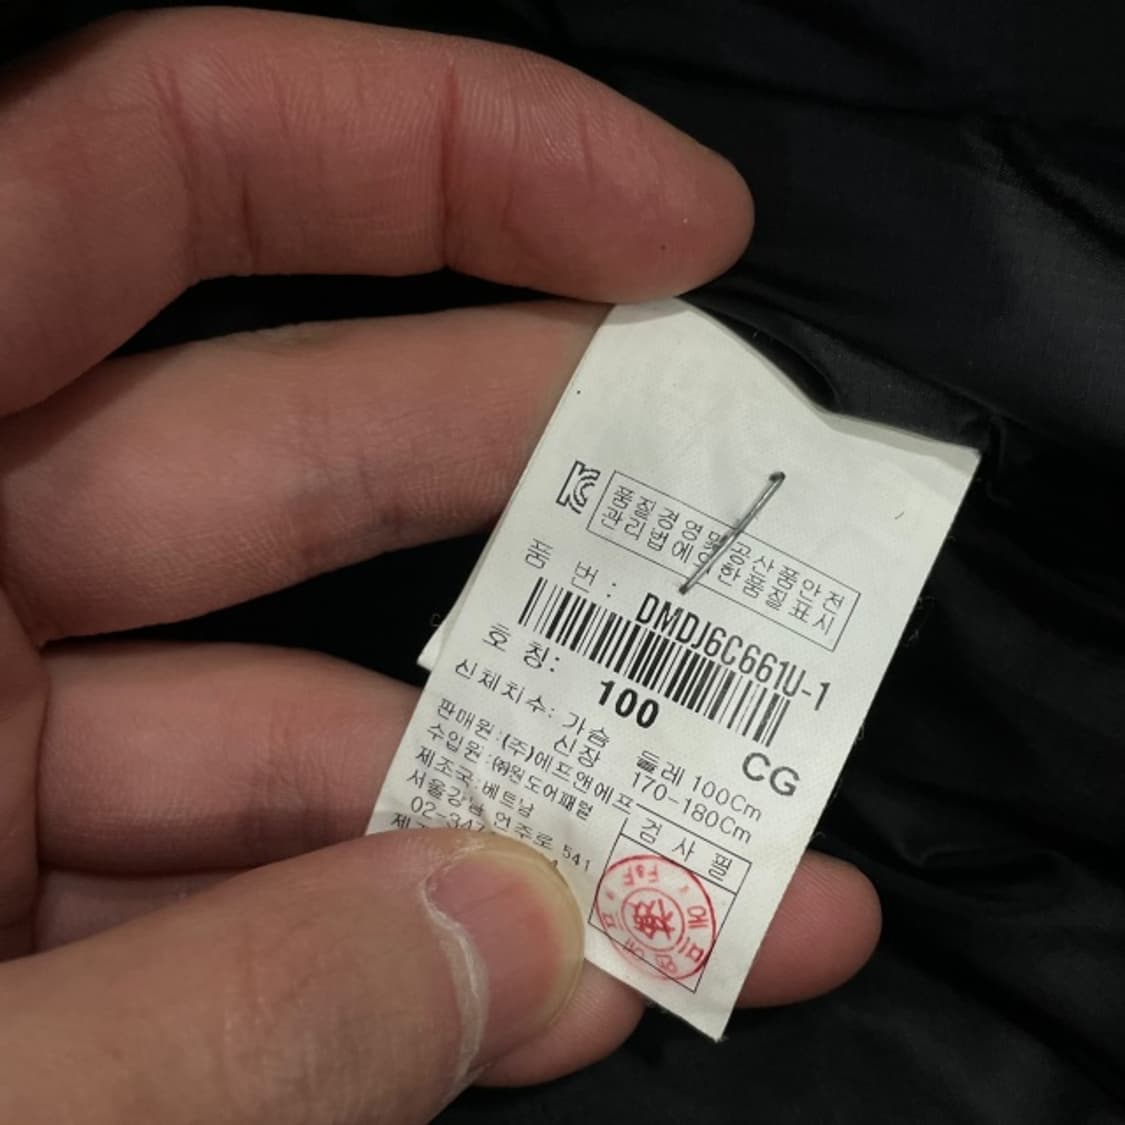 품질경영및공산품안전
관리법에의한품질표시
품 번 : DMDJ6C661U-1
호 칭: 100 CG
신체치수: 가슴 둘레 100Cm
신장 170-180Cm
판매원:(주)에프앤에프
수입원:㈜원도어패럴
제조국:베트남
서울강남 언주로 541
02-347
검 사 필
F&F